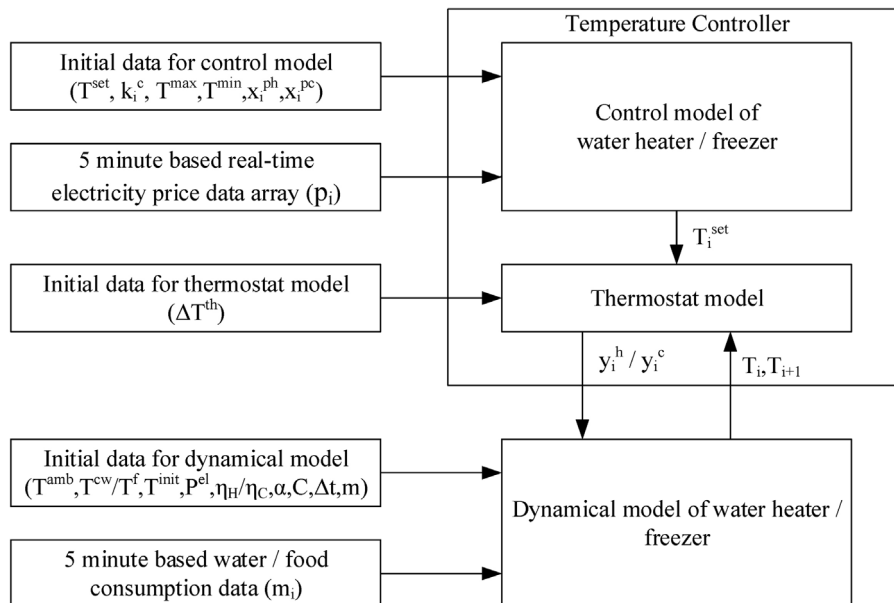 Temperature Controller
Initial data for control model
(T^set, k_i^c, T^max,T^min,x_i^ph,x_i^pc)
5 minute based real-time
electricity price data array (p_i)
Control model of
water heater / freezer
T_i^set
Initial data for thermostat model
(ΔT^th)
Thermostat model
y_i^h / y_i^c
T_i,T_i+1
Initial data for dynamical model
(T^amb,T^cw/T^f,T^init,P^el,η_H/η_C,α,C,Δt,m)
5 minute based water / food
consumption data (m_i)
Dynamical model of water heater /
freezer